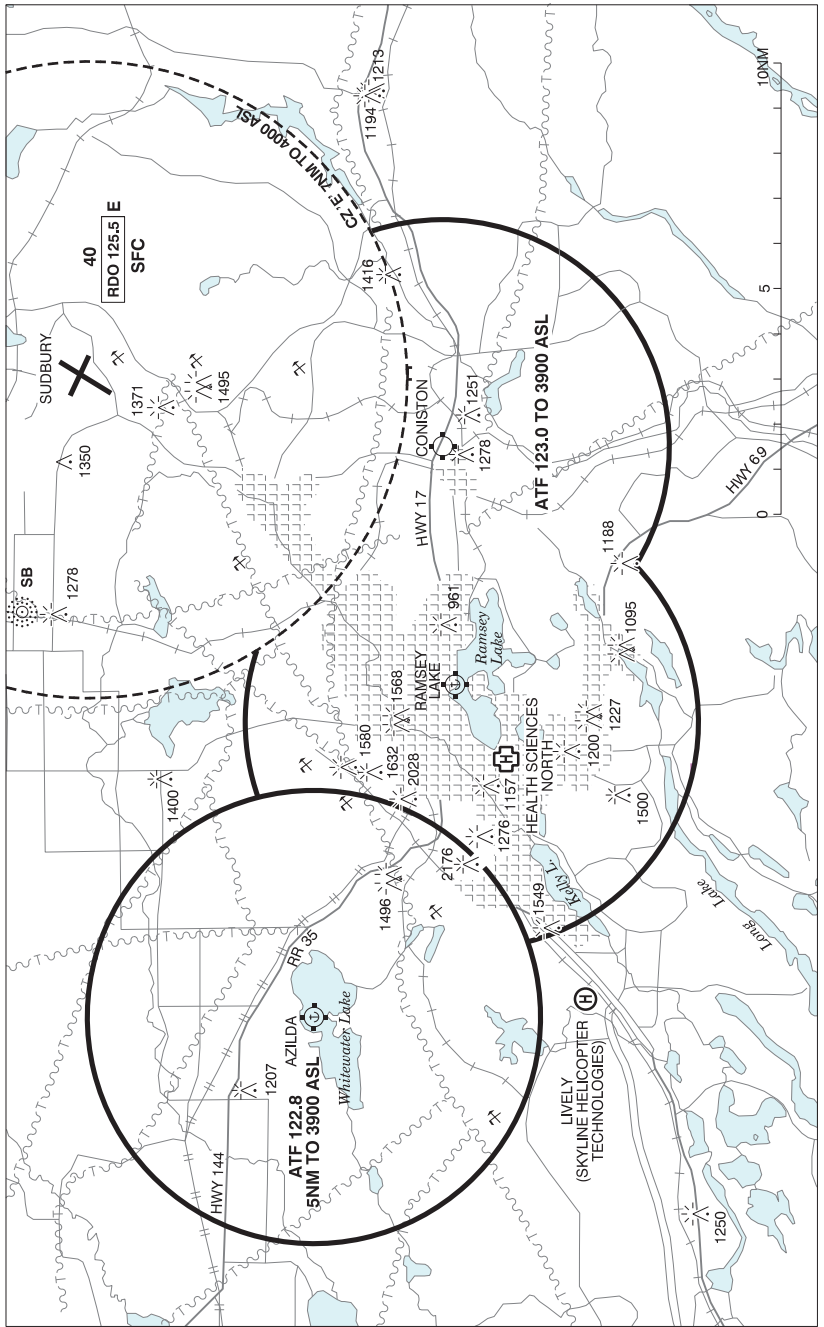 SB
1278
1350
SUDBURY
1371
1495
40
RDO 125.5
E
SFC
CZ 'E' 7NM TO 4000 ASL
1194
1213
1416
1400
1580
1632
2028
1568
RAMSEY
LAKE
961
Ramsey
Lake
HWY 17
CONISTON
1251
1278
ATF 123.0 TO 3900 ASL
1188
1095
1227
1200
1500
H
HEALTH SCIENCES
NORTH
1157
1276
2176
1549
Kelly L.
1496
RR 35
AZILDA
Whitewater Lake
1207
ATF 122.8
5NM TO 3900 ASL
HWY 144
H
LIVELY
(SKYLINE HELICOPTER
TECHNOLOGIES)
1250
Long
Lake
HWY 69
0
5
10NM